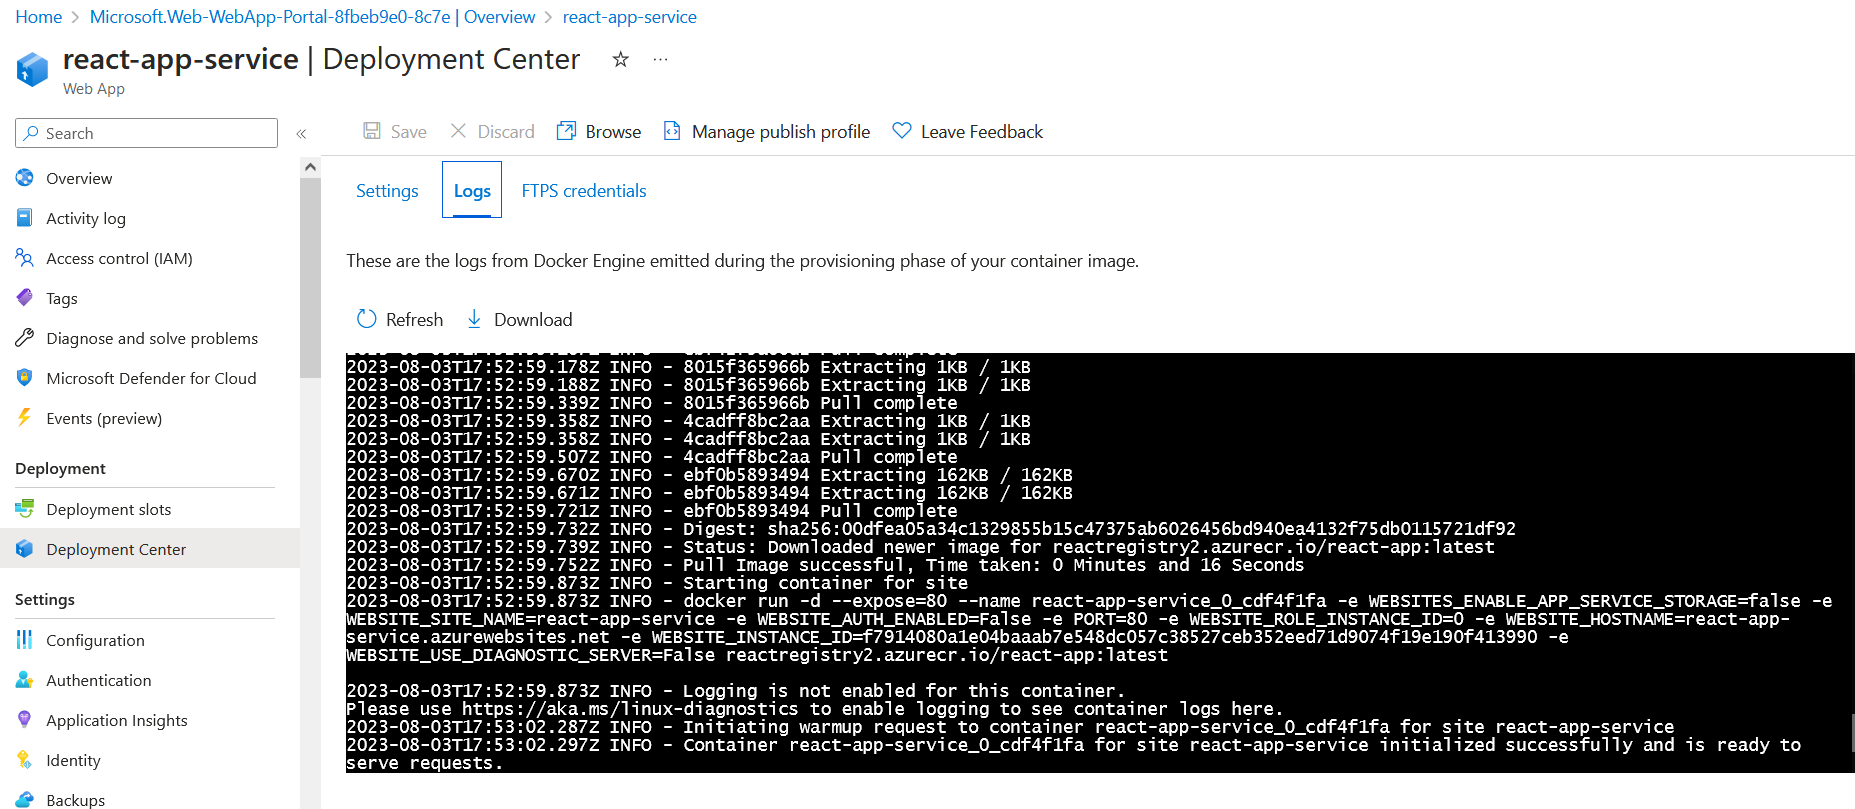 Home > Microsoft.Web-WebApp-Portal-8fbeb9e0-8c7e | Overview > react-app-service
react-app-service | Deployment Center
Web App
Search
«
Save Discard Browse Manage publish profile Leave Feedback
Overview
Activity log
Access control (IAM)
Tags
Diagnose and solve problems
Microsoft Defender for Cloud
Events (preview)
Deployment
Deployment slots
Deployment Center
Settings
Configuration
Authentication
Application Insights
Identity
Backups
Settings Logs FTPS credentials
These are the logs from Docker Engine emitted during the provisioning phase of your container image.
Refresh Download
2023-08-03T17:52:59.178Z INFO - 8015f365966b Extracting 1KB / 1KB
2023-08-03T17:52:59.188Z INFO - 8015f365966b Extracting 1KB / 1KB
2023-08-03T17:52:59.339Z INFO - 8015f365966b Pull complete
2023-08-03T17:52:59.358Z INFO - 4cadff8bc2aa Extracting 1KB / 1KB
2023-08-03T17:52:59.358Z INFO - 4cadff8bc2aa Extracting 1KB / 1KB
2023-08-03T17:52:59.507Z INFO - 4cadff8bc2aa Pull complete
2023-08-03T17:52:59.670Z INFO - ebf0b5893494 Extracting 162KB / 162KB
2023-08-03T17:52:59.671Z INFO - ebf0b5893494 Extracting 162KB / 162KB
2023-08-03T17:52:59.721Z INFO - ebf0b5893494 Pull complete
2023-08-03T17:52:59.732Z INFO - Digest: sha256:00dfea05a34c1329855b15c47375ab6026456bd940ea4132f75db0115721df92
2023-08-03T17:52:59.739Z INFO - Status: Downloaded newer image for reactregistry2.azurecr.io/react-app:latest
2023-08-03T17:52:59.752Z INFO - Pull Image successful, Time taken: 0 Minutes and 16 Seconds
2023-08-03T17:52:59.873Z INFO - Starting container for site
2023-08-03T17:52:59.873Z INFO - docker run -d --expose=80 --name react-app-service_0_cdf4f1fa -e WEBSITES_ENABLE_APP_SERVICE_STORAGE=false -e
WEBSITE_SITE_NAME=react-app-service -e WEBSITE_AUTH_ENABLED=False -e PORT=80 -e WEBSITE_ROLE_INSTANCE_ID=0 -e WEBSITE_HOSTNAME=react-app-
service.azurewebsites.net -e WEBSITE_INSTANCE_ID=f7914080a1e04baaab7e548dc057c38527ceb352eed71d9074f19e190f413990 -e
WEBSITE_USE_DIAGNOSTIC_SERVER=False reactregistry2.azurecr.io/react-app:latest
2023-08-03T17:52:59.873Z INFO - Logging is not enabled for this container.
Please use https://aka.ms/linux-diagnostics to enable logging to see container logs here.
2023-08-03T17:53:02.287Z INFO - Initiating warmup request to container react-app-service_0_cdf4f1fa for site react-app-service
2023-08-03T17:53:02.297Z INFO - Container react-app-service_0_cdf4f1fa for site react-app-service initialized successfully and is ready to
serve requests.